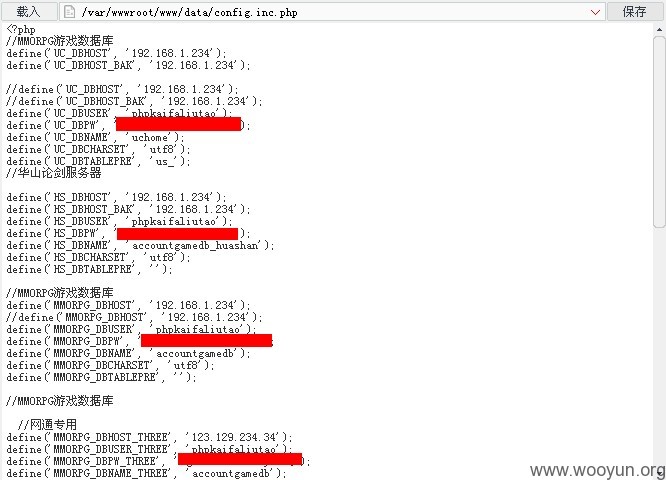 载入 /var/wwwroot/www/data/config.inc.php 保存
<?php
//MMORPG游戏数据库
define('UC_DBHOST', '192.168.1.234');
define('UC_DBHOST_BAK', '192.168.1.234');
//define('UC_DBHOST', '192.168.1.234');
//define('UC_DBHOST_BAK', '192.168.1.234');
define('UC_DBUSER', 'phpkaifaliutao');
define('UC_DBPW', ');
define('UC_DBNAME', 'uchome');
define('UC_DBCHARSET', 'utf8');
define('UC_DBTABLEPRE', 'us_');
//华山论剑服务器
define('HS_DBHOST', '192.168.1.234');
define('HS_DBHOST_BAK', '192.168.1.234');
define('HS_DBUSER', 'phpkaifaliutao');
define('HS_DBPW', ');
define('HS_DBNAME', 'accountgamedb_huashan');
define('HS_DBCHARSET', 'utf8');
define('HS_DBTABLEPRE', '');
//MMORPG游戏数据库
define('MMORPG_DBHOST', '192.168.1.234');
//define('MMORPG_DBHOST', '192.168.1.234');
define('MMORPG_DBUSER', 'phpkaifaliutao');
define('MMORPG_DBPW', ');
define('MMORPG_DBNAME', 'accountgamedb');
define('MMORPG_DBCHARSET', 'utf8');
define('MMORPG_DBTABLEPRE', '');
//MMORPG游戏数据库
//网通专用
define('MMORPG_DBHOST_THREE', '123.129.234.34');
define('MMORPG_DBUSER_THREE', 'phpkaifaliutao');
define('MMORPG_DBPW_THREE', ');
define('MMORPG_DBNAME_THREE', 'accountgamedb');
www.wooyun.org